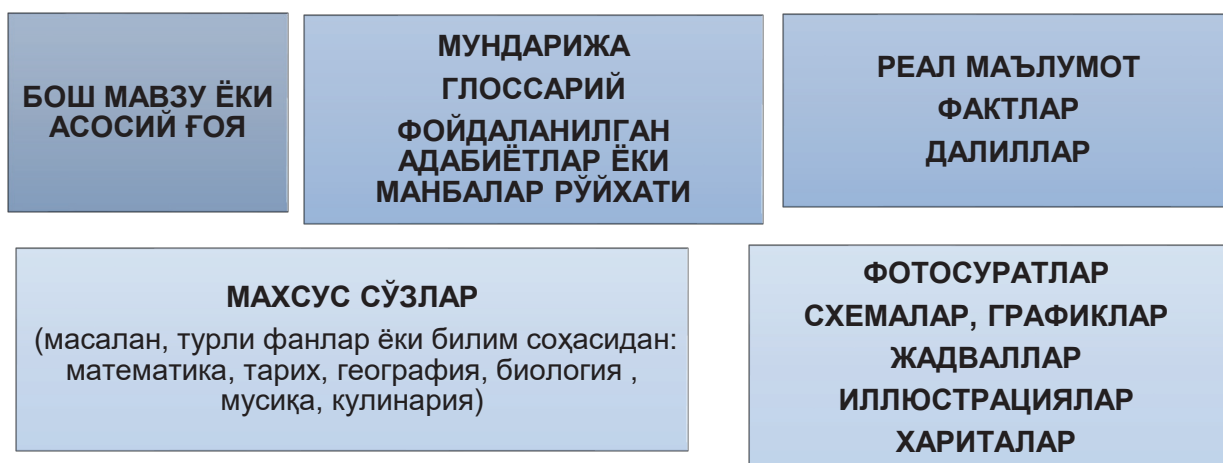 БОШ МАВЗУ ЁКИ
АСОСИЙ ҒОЯ
МУНДАРИЖА
ГЛОССАРИЙ
ФОЙДАЛАНИЛГАН
АДАБИЁТЛАР ЁКИ
МАНБАЛАР РЎЙХАТИ
РЕАЛ МАЪЛУМОТ
ФАКТЛАР
ДАЛИЛЛАР
МАХСУС СЎЗЛАР
(масалан, турли фанлар ёки билим соҳасидан:
математика, тарих, география, биология ,
мусиқа, кулинария)
ФОТОСУРАТЛАР
СХЕМАЛАР, ГРАФИКЛАР
ЖАДВАЛЛАР
ИЛЛЮСТРАЦИЯЛАР
ХАРИТАЛАР